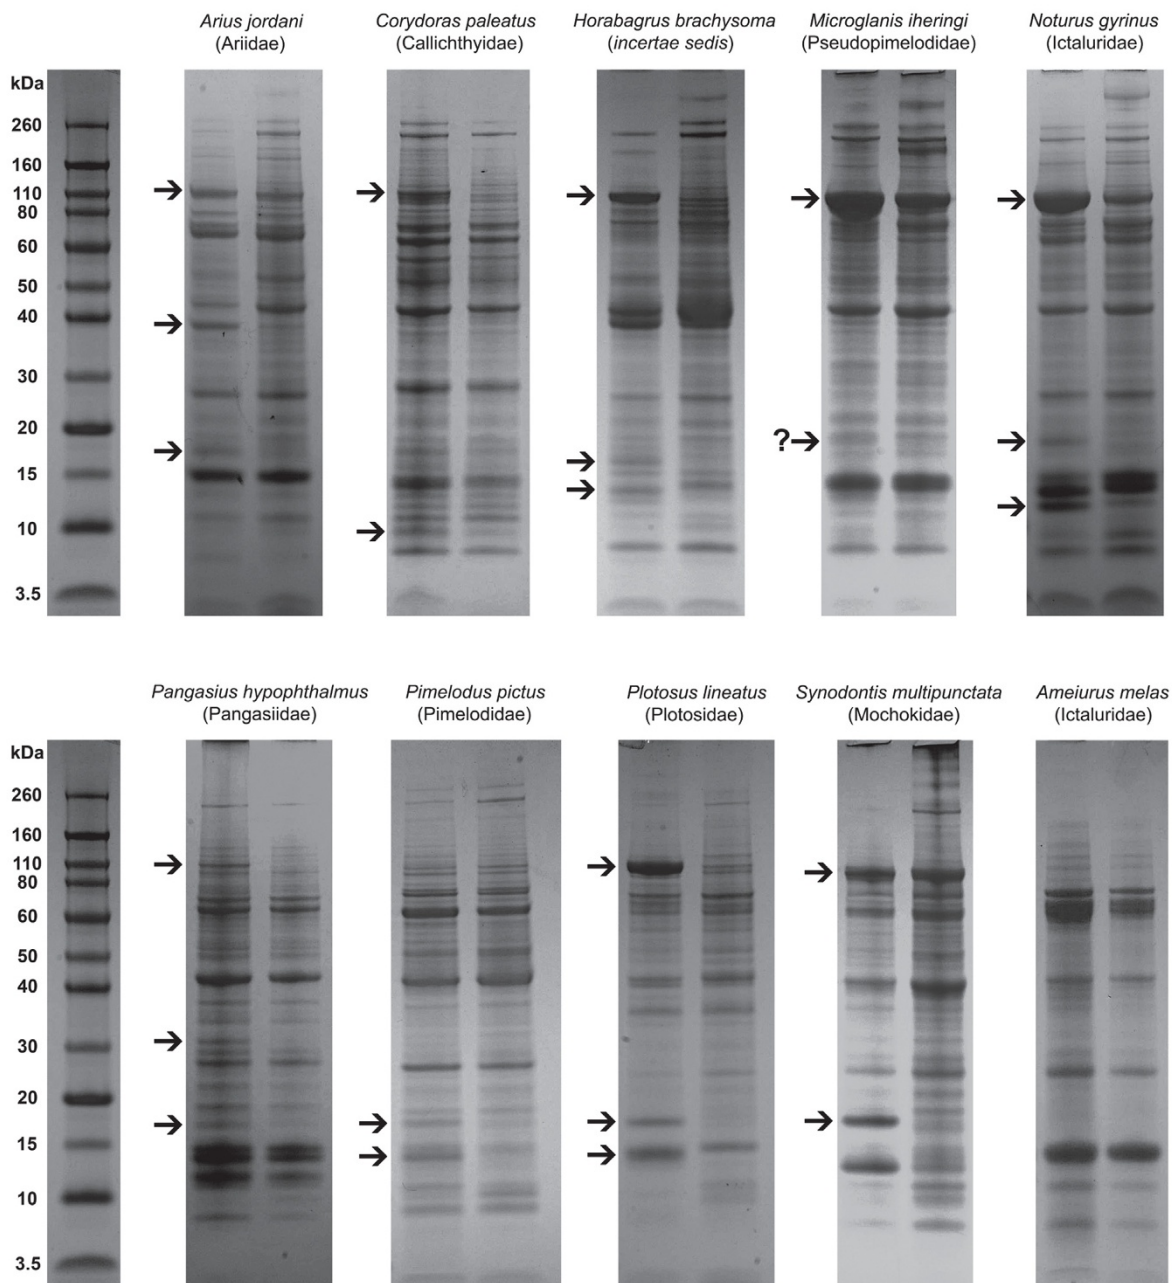 Arius jordani
(Ariidae)
Corydoras paleatus
(Callichthyidae)
Horabagrus brachysoma
(incertae sedis)
Microglanis iheringi
(Pseudopimelodidae)
Noturus gyrinus
(Ictaluridae)
kDa
260
160
110
80
60
50
40
30
20
15
10
3.5
?
Pangasius hypophthalmus
(Pangasiidae)
Pimelodus pictus
(Pimelodidae)
Plotosus lineatus
(Plotosidae)
Synodontis multipunctata
(Mochokidae)
Ameiurus melas
(Ictaluridae)
kDa
260
160
110
80
60
50
40
30
20
15
10
3.5